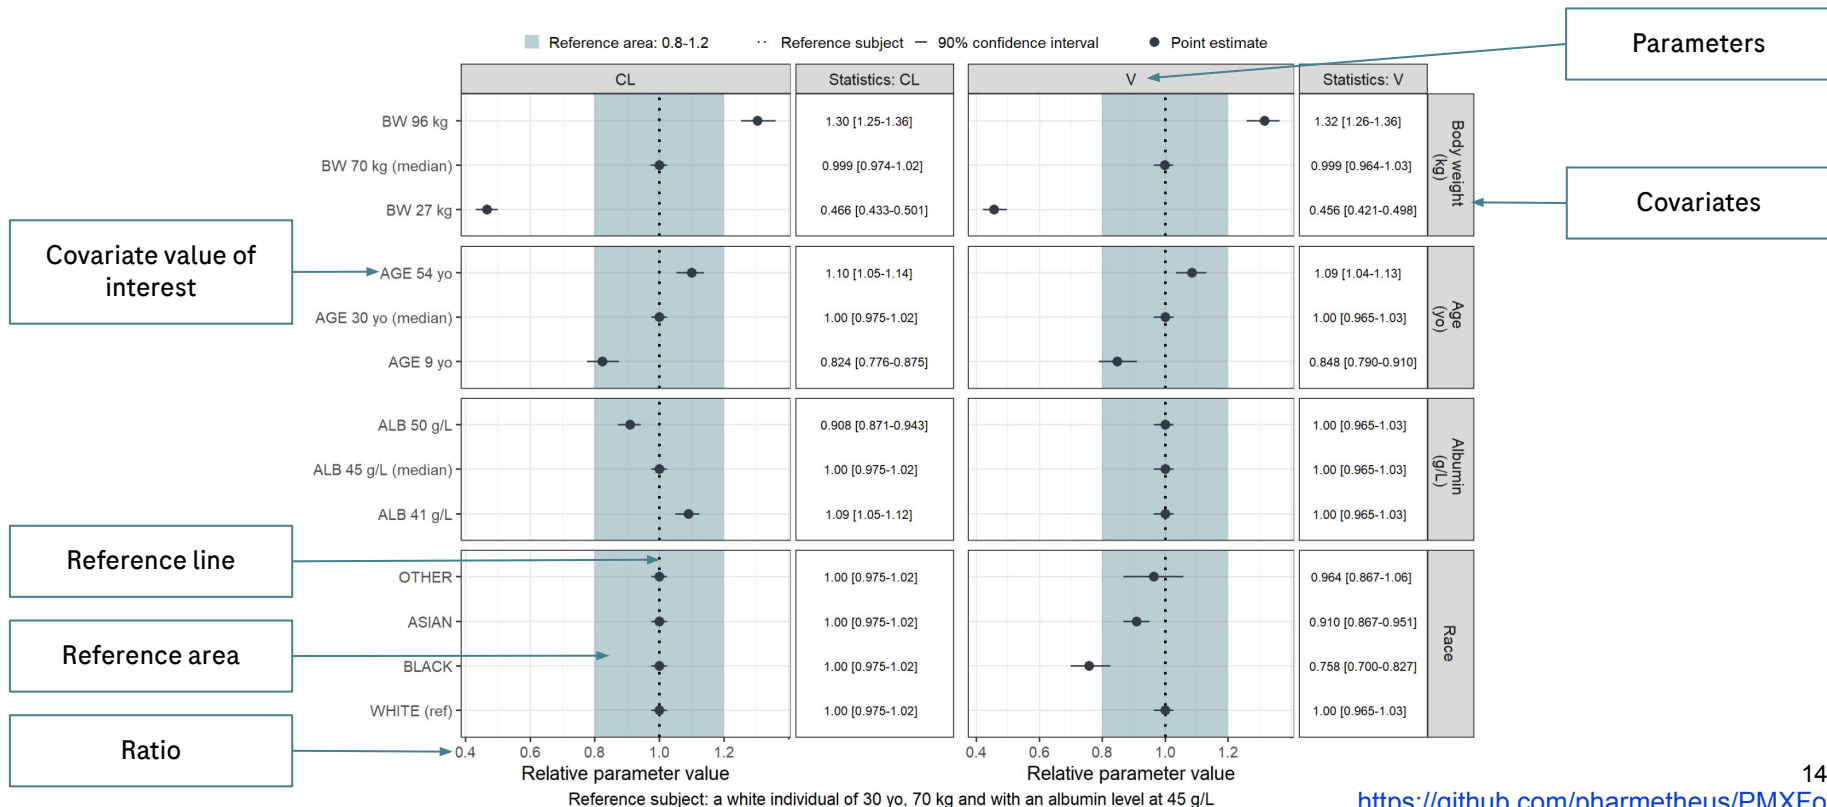 Parameters
Reference area: 0.8-1.2 Reference subject 90% confidence interval Point estimate
CL Statistics: CL V Statistics: V
BW 96 kg 1.30 [1.25-1.36] 1.32 [1.26-1.36]
BW 70 kg (median) 0.999 [0.974-1.02] 0.999 [0.964-1.03]
BW 27 kg 0.466 [0.433-0.501] 0.456 [0.421-0.498]
Body weight
(kg)
Covariates
Covariate value of
interest
AGE 54 yo 1.10 [1.05-1.14] 1.09 [1.04-1.13]
AGE 30 yo (median) 1.00 [0.975-1.02] 1.00 [0.965-1.03]
AGE 9 yo 0.824 [0.776-0.875] 0.848 [0.790-0.910]
Age
(yo)
ALB 50 g/L 0.908 [0.871-0.943] 1.00 [0.965-1.03]
ALB 45 g/L (median) 1.00 [0.975-1.02] 1.00 [0.965-1.03]
ALB 41 g/L 1.09 [1.05-1.12] 1.00 [0.965-1.03]
Albumin
(g/L)
Reference line
OTHER 1.00 [0.975-1.02] 0.964 [0.867-1.06]
ASIAN 1.00 [0.975-1.02] 0.910 [0.867-0.951]
Reference area
BLACK 1.00 [0.975-1.02] 0.758 [0.700-0.827]
WHITE (ref) 1.00 [0.975-1.02] 1.00 [0.965-1.03]
Race
Ratio
0.4 0.6 0.8 1.0 1.2 0.4 0.6 0.8 1.0 1.2
Relative parameter value Relative parameter value
Reference subject: a white individual of 30 yo, 70 kg and with an albumin level at 45 g/L
14
https://github.com/pharmetheus/PMXFo